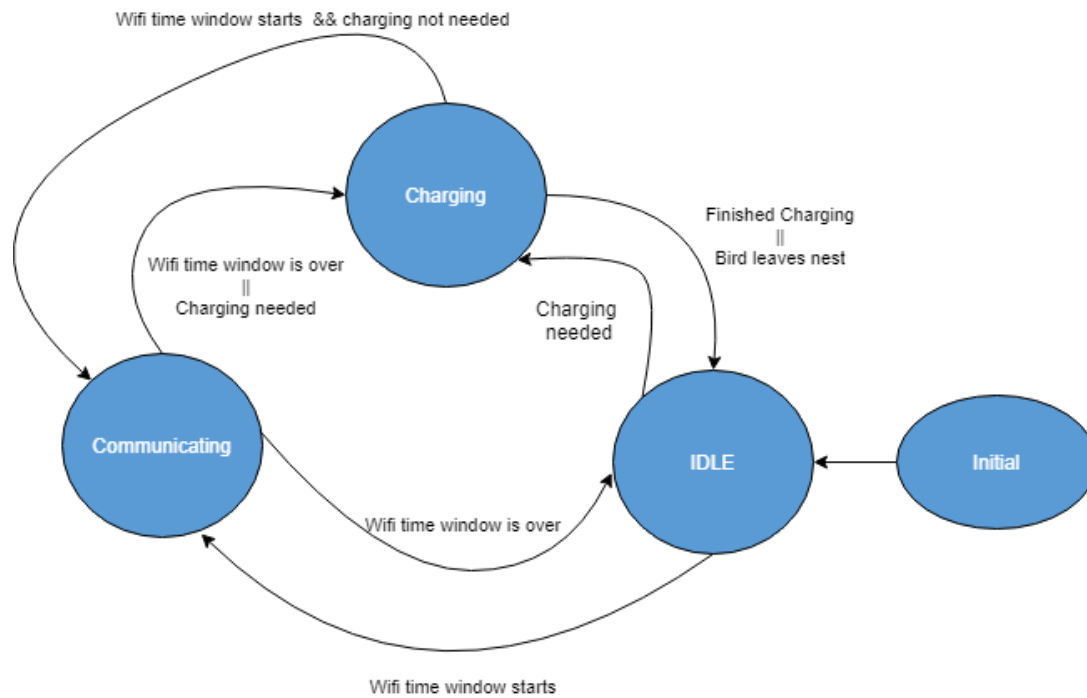 Wifi time window starts && charging not needed
Charging
Finished Charging
||
Bird leaves nest
Wifi time window is over
||
Charging needed
Charging
needed
Communicating
IDLE
Initial
Wifi time window is over
Wifi time window starts